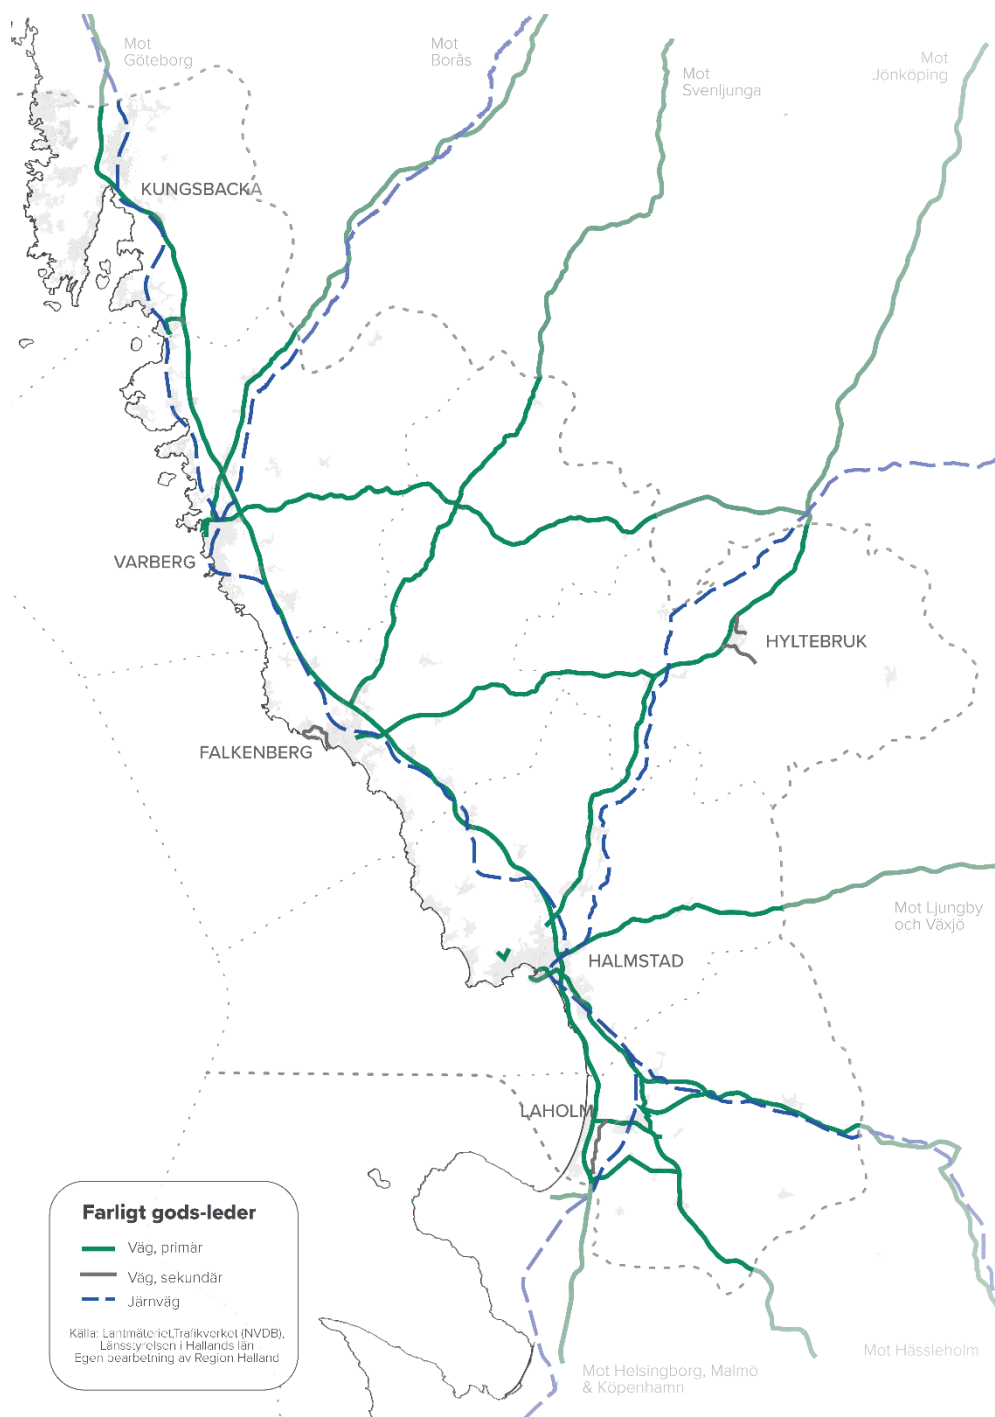 Mot
Göteborg
Mot
Borås
Mot
Svenljunga
Mot
Jönköping
KUNGSBACKA
VARBERG
HYLTEBRUK
FALKENBERG
Mot Ljungby
och Växjö
HALMSTAD
LAHOLM
Farligt gods-leder
Väg, primär
Väg, sekundär
Järnväg
Källa: Lantmäteriet,Trafikverket (NVDB),
Länsstyrelsen i Hallands län
Egen bearbetning av Region Halland
Mot Hässleholm
Mot Helsingborg, Malmö
& Köpenhamn